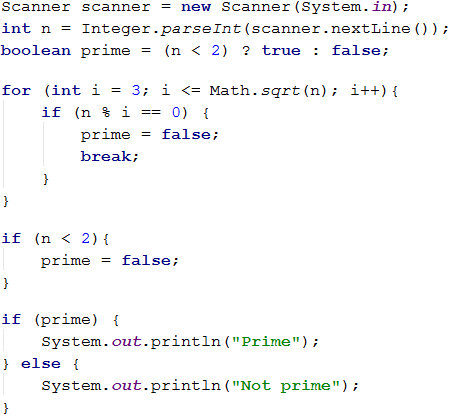 Scanner scanner = new Scanner(System.in);
int n = Integer.parseInt(scanner.nextLine());
boolean prime = (n < 2) ? true : false;
for (int i = 3; i <= Math.sqrt(n); i++){
if (n % i == 0) {
prime = false;
break;
}
}
if (n < 2){
prime = false;
}
if (prime) {
System.out.println("Prime");
} else {
System.out.println("Not prime");
}